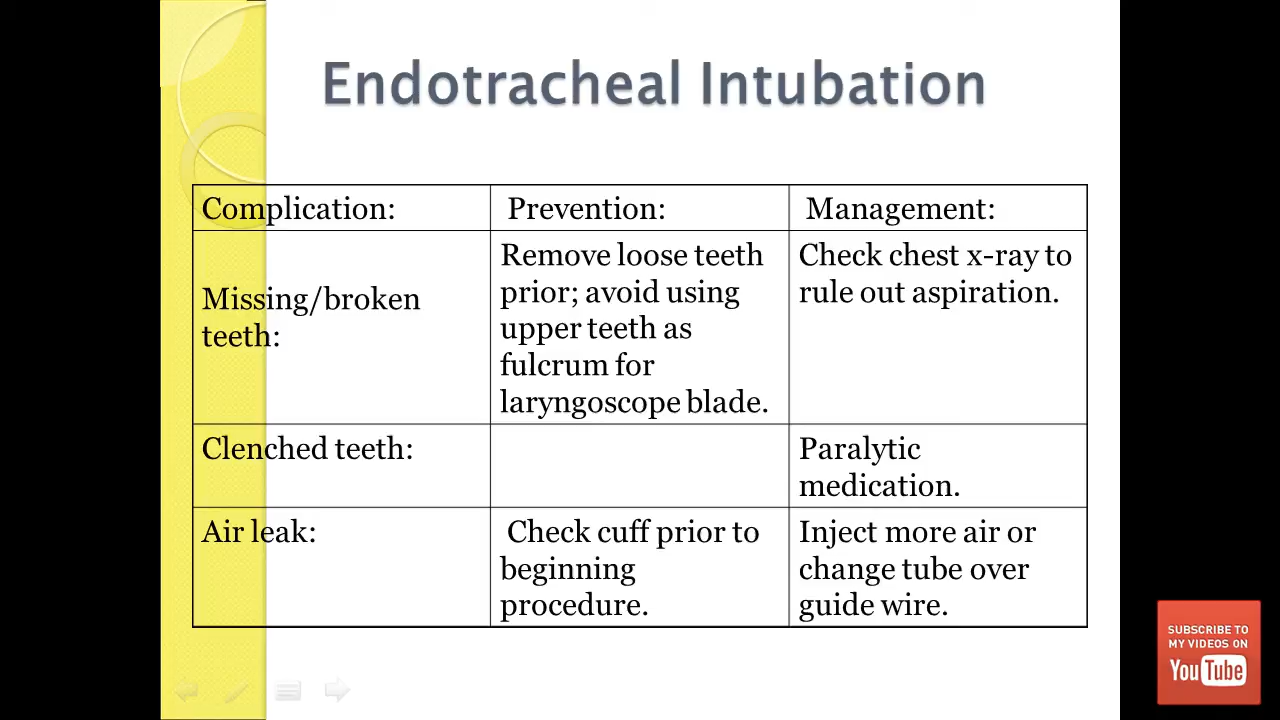 Endotracheal Intubation
Complication:
Prevention:
Management:
Missing/broken
teeth:
Remove loose teeth
prior; avoid using
upper teeth as
fulcrum for
laryngoscope blade.
Check chest x-ray to
rule out aspiration.
Clenched teeth:
Paralytic
medication.
Air leak:
Check cuff prior to
beginning
procedure.
Inject more air or
change tube over
guide wire.
SUBSCRIBE TO
MY VIDEOS ON
YouTube